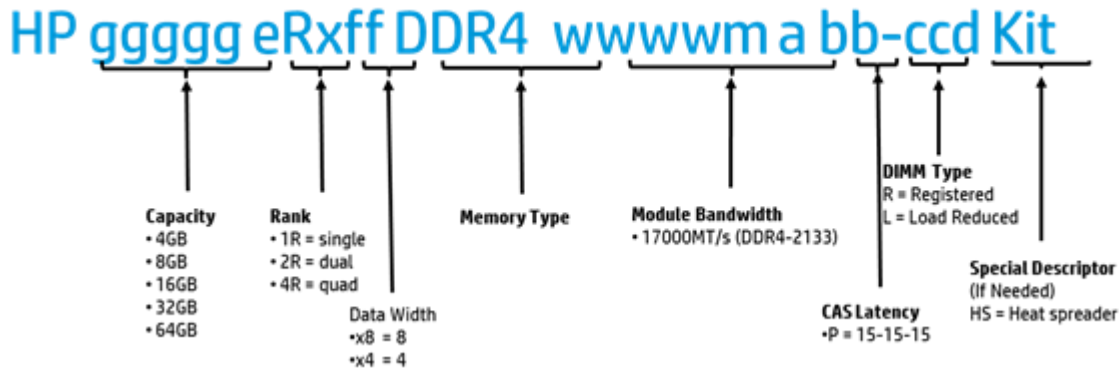 HP ggggg eRxff DDR4 wwwwm a bb-ccd Kit
Capacity
• 4GB
• 8GB
• 16GB
• 32GB
• 64GB
Rank
• 1R = single
• 2R = dual
• 4R = quad
Data Width
•x8 = 8
•x4 = 4
Memory Type
Module Bandwidth
• 17000MT/s (DDR4-2133)
CAS Latency
•P = 15-15-15
DIMM Type
R = Registered
L = Load Reduced
Special Descriptor
(If Needed)
HS = Heat spreader